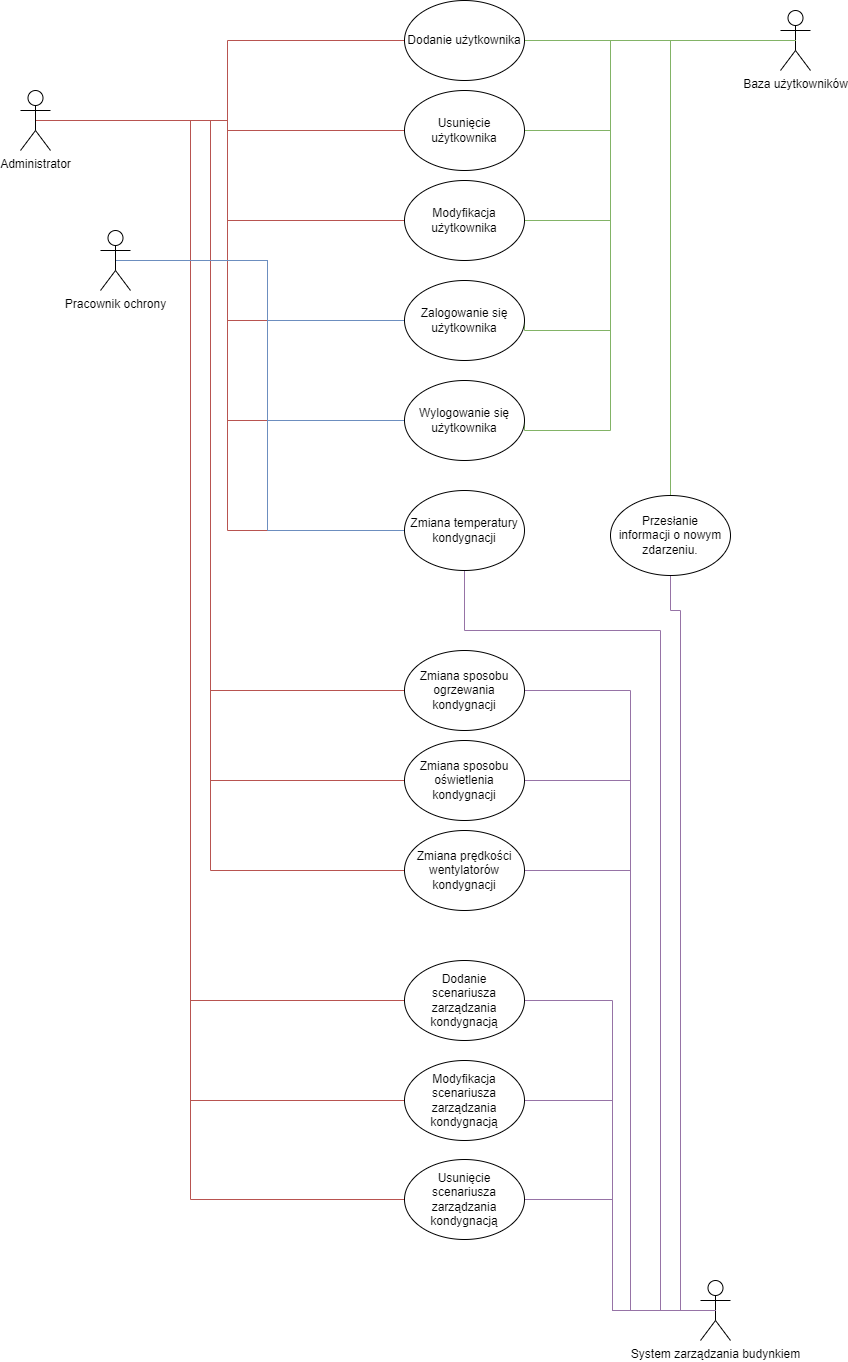 Dodanie użytkownika
Baza użytkowników
Administrator
Usunięcie
użytkownika
Modyfikacja
użytkownika
Pracownik ochrony
Zalogowanie się
użytkownika
Wylogowanie się
użytkownika
Zmiana temperatury
kondygnacji
Przesłanie
informacji o nowym
zdarzeniu.
Zmiana sposobu
ogrzewania
kondygnacji
Zmiana sposobu
oświetlenia
kondygnacji
Zmiana prędkości
wentylatorów
kondygnacji
Dodanie
scenariusza
zarządzania
kondygnacją
Modyfikacja
scenariusza
zarządzania
kondygnacją
Usunięcie
scenariusza
zarządzania
kondygnacją
System zarządzania budynkiem